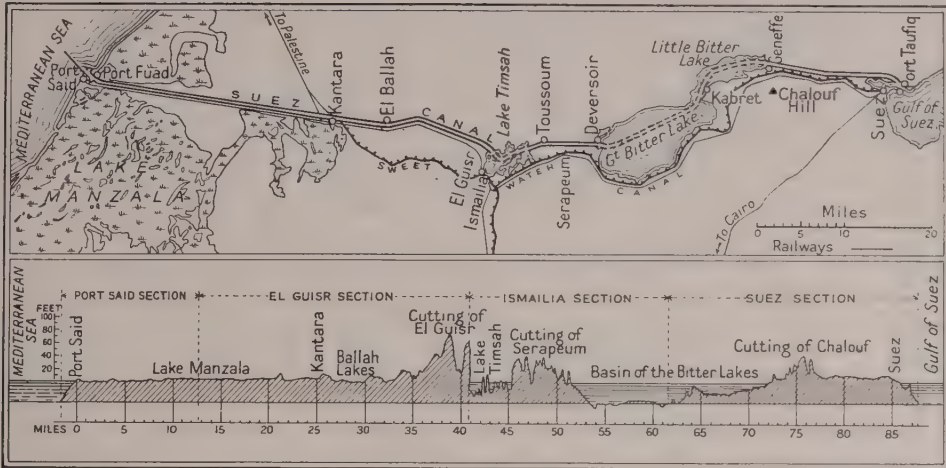 MEDITERRANEAN SEA
Port Said
Port Fuad
To Palestine
LAKE
MANZALA
SUEZ CANAL
Kantara
El Ballah
SWEET WATER CANAL
El Guisr
Ismailia
Lake Timsah
Toussoum
Serapeum
Deversoir
Gt Bitter Lake
Little Bitter
Lake
Kabret
Geneffe
Chalouf
Hill
Suez
Port Taufiq
Gulf of
Suez
To Cairo
Miles
0 10 20
Railways
MEDITERRANEAN
SEA
FEET
100
80
60
40
20
PORT SAID SECTION
EL GUISR SECTION
ISMAILIA SECTION
SUEZ SECTION
Port Said
Lake Manzala
Kantara
Ballah
Lakes
Cutting of
El Guisr
Lake
Timsah
Cutting of
Serapeum
Basin of the Bitter Lakes
Cutting of Chalouf
Suez
Gulf of Suez
MILES 0 5 10 15 20 25 30 35 40 45 50 55 60 65 70 75 80 85